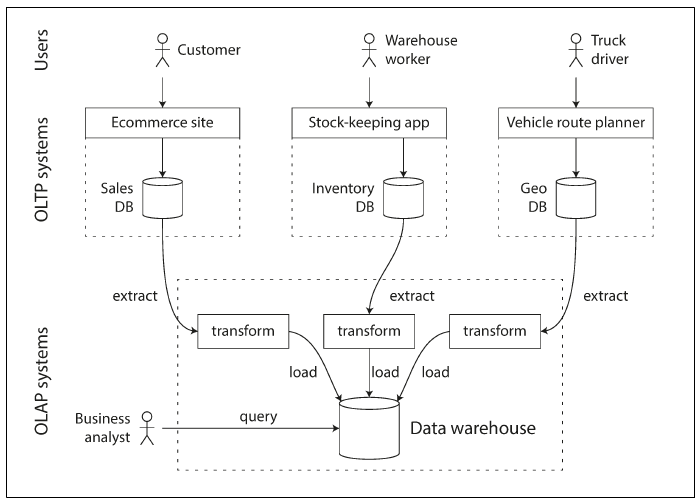 Users
Customer
Warehouse
worker
Truck
driver
OLTP systems
Ecommerce site
Stock-keeping app
Vehicle route planner
Sales
DB
Inventory
DB
Geo
DB
extract
extract
extract
OLAP systems
transform
transform
transform
load
load
load
Business
analyst
query
Data warehouse